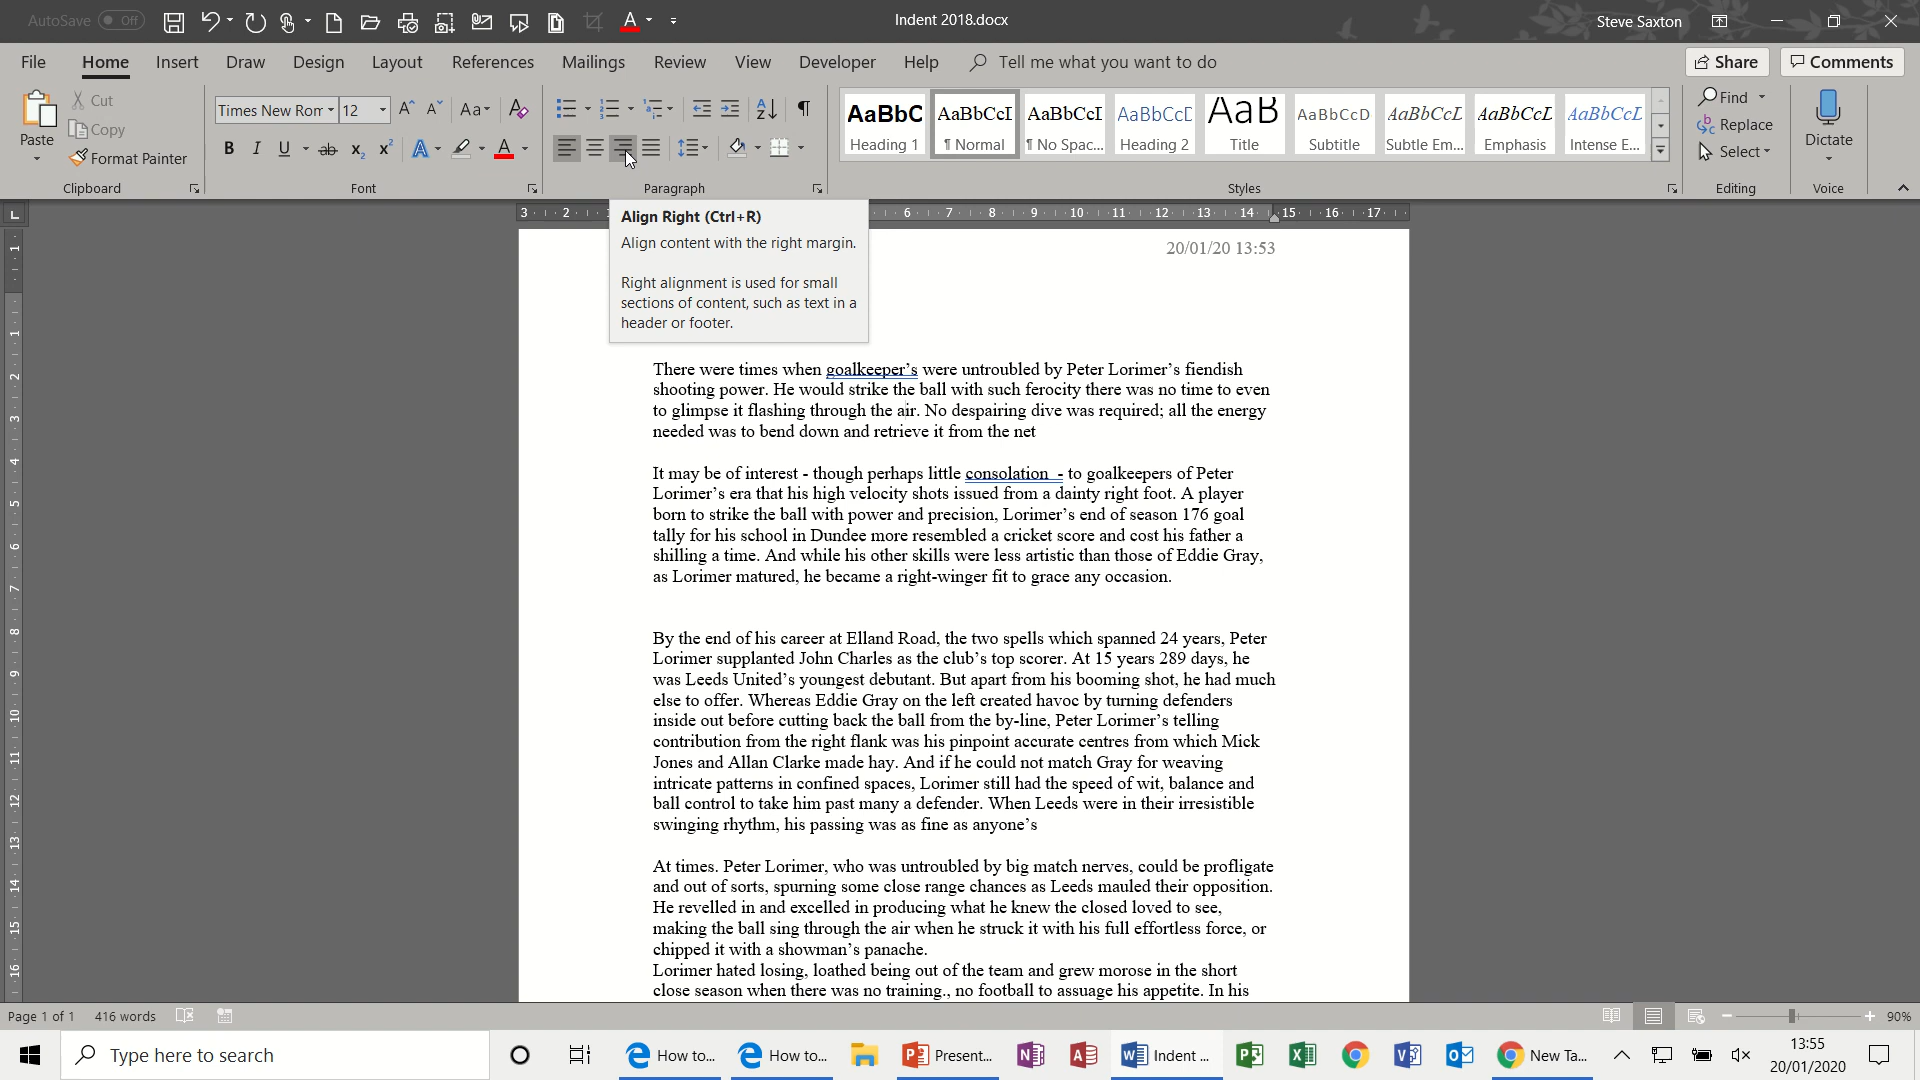 AutoSave Off
Indent 2018.docx
Steve Saxton
File Home Insert Draw Design Layout References Mailings Review View Developer Help Tell me what you want to do
Share Comments
Paste
Cut
Copy
Format Painter
Clipboard
Times New Rom 12
Font
Paragraph
AaBbC AaBbCcI AaBbCcI AaBbCcC AaB AaBbCcD AaBbCcL AaBbCcL AaBbCcL
Heading 1 ¶ Normal ¶ No Spac... Heading 2 Title Subtitle Subtle Em... Emphasis Intense E...
Styles
Find
Replace
Select
Editing
Dictate
Voice
Align Right (Ctrl+R)
Align content with the right margin.
Right alignment is used for small
sections of content, such as text in a
header or footer.
20/01/20 13:53
There were times when goalkeeper’s were untroubled by Peter Lorimer’s fiendish
shooting power. He would strike the ball with such ferocity there was no time to even
to glimpse it flashing through the air. No despairing dive was required; all the energy
needed was to bend down and retrieve it from the net
It may be of interest - though perhaps little consolation  - to goalkeepers of Peter
Lorimer’s era that his high velocity shots issued from a dainty right foot. A player
born to strike the ball with power and precision, Lorimer’s end of season 176 goal
tally for his school in Dundee more resembled a cricket score and cost his father a
shilling a time. And while his other skills were less artistic than those of Eddie Gray,
as Lorimer matured, he became a right-winger fit to grace any occasion.
By the end of his career at Elland Road, the two spells which spanned 24 years, Peter
Lorimer supplanted John Charles as the club’s top scorer. At 15 years 289 days, he
was Leeds United’s youngest debutant. But apart from his booming shot, he had much
else to offer. Whereas Eddie Gray on the left created havoc by turning defenders
inside out before cutting back the ball from the by-line, Peter Lorimer’s telling
contribution from the right flank was his pinpoint accurate centres from which Mick
Jones and Allan Clarke made hay. And if he could not match Gray for weaving
intricate patterns in confined spaces, Lorimer still had the speed of wit, balance and
ball control to take him past many a defender. When Leeds were in their irresistible
swinging rhythm, his passing was as fine as anyone’s
At times. Peter Lorimer, who was untroubled by big match nerves, could be profligate
and out of sorts, spurning some close range chances as Leeds mauled their opposition.
He revelled in and excelled in producing what he knew the closed loved to see,
making the ball sing through the air when he struck it with his full effortless force, or
chipped it with a showman’s panache.
Lorimer hated losing, loathed being out of the team and grew morose in the short
close season when there was no training., no football to assuage his appetite. In his
Page 1 of 1 416 words
90%
Type here to search
How to... How to... Present... Indent ... New Ta...
13:55
20/01/2020